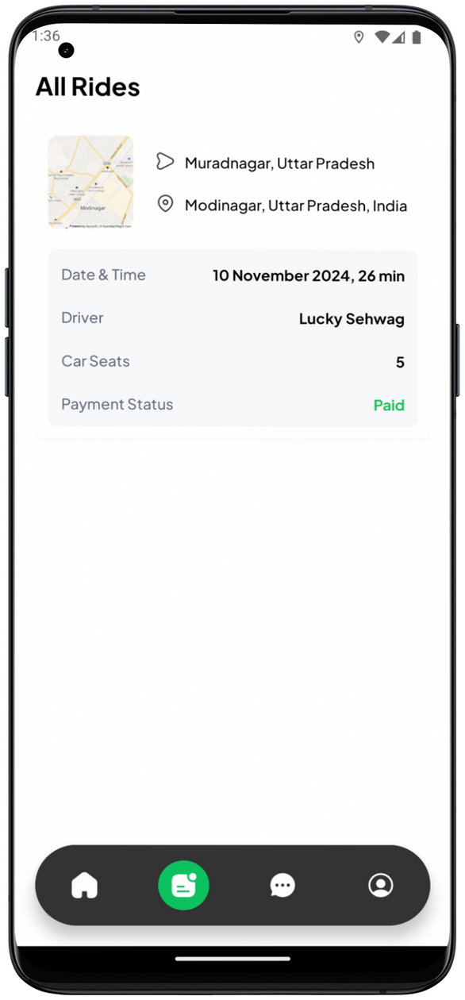 1:36
All Rides
Muradnagar, Uttar Pradesh
Modinagar, Uttar Pradesh, India
Modinagar
Date & Time 10 November 2024, 26 min
Driver Lucky Sehwag
Car Seats 5
Payment Status Paid